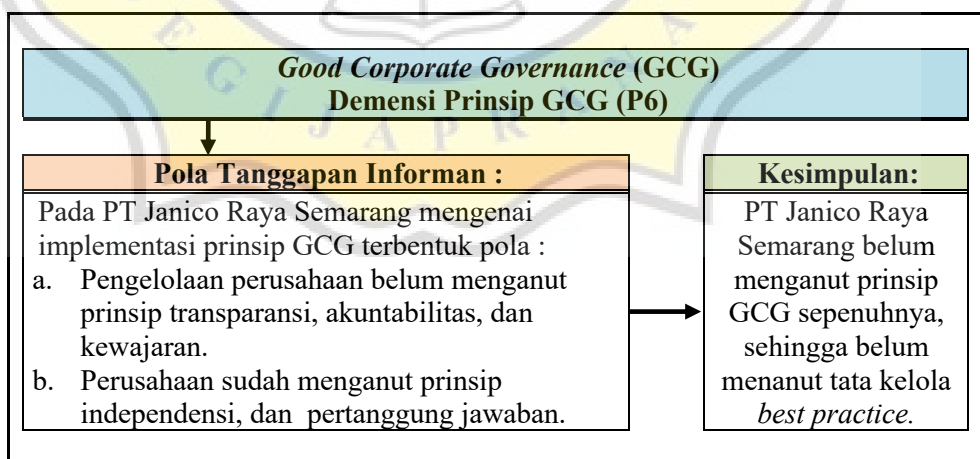 E G I J A P R A
Good Corporate Governance (GCG)
Demensi Prinsip GCG (P6)
Pola Tanggapan Informan :
Pada PT Janico Raya Semarang mengenai
implementasi prinsip GCG terbentuk pola :
a. Pengelolaan perusahaan belum menganut
prinsip transparansi, akuntabilitas, dan
kewajaran.
b. Perusahaan sudah menganut prinsip
independensi, dan pertanggung jawaban.
Kesimpulan:
PT Janico Raya
Semarang belum
menganut prinsip
GCG sepenuhnya,
sehingga belum
menanut tata kelola
best practice.